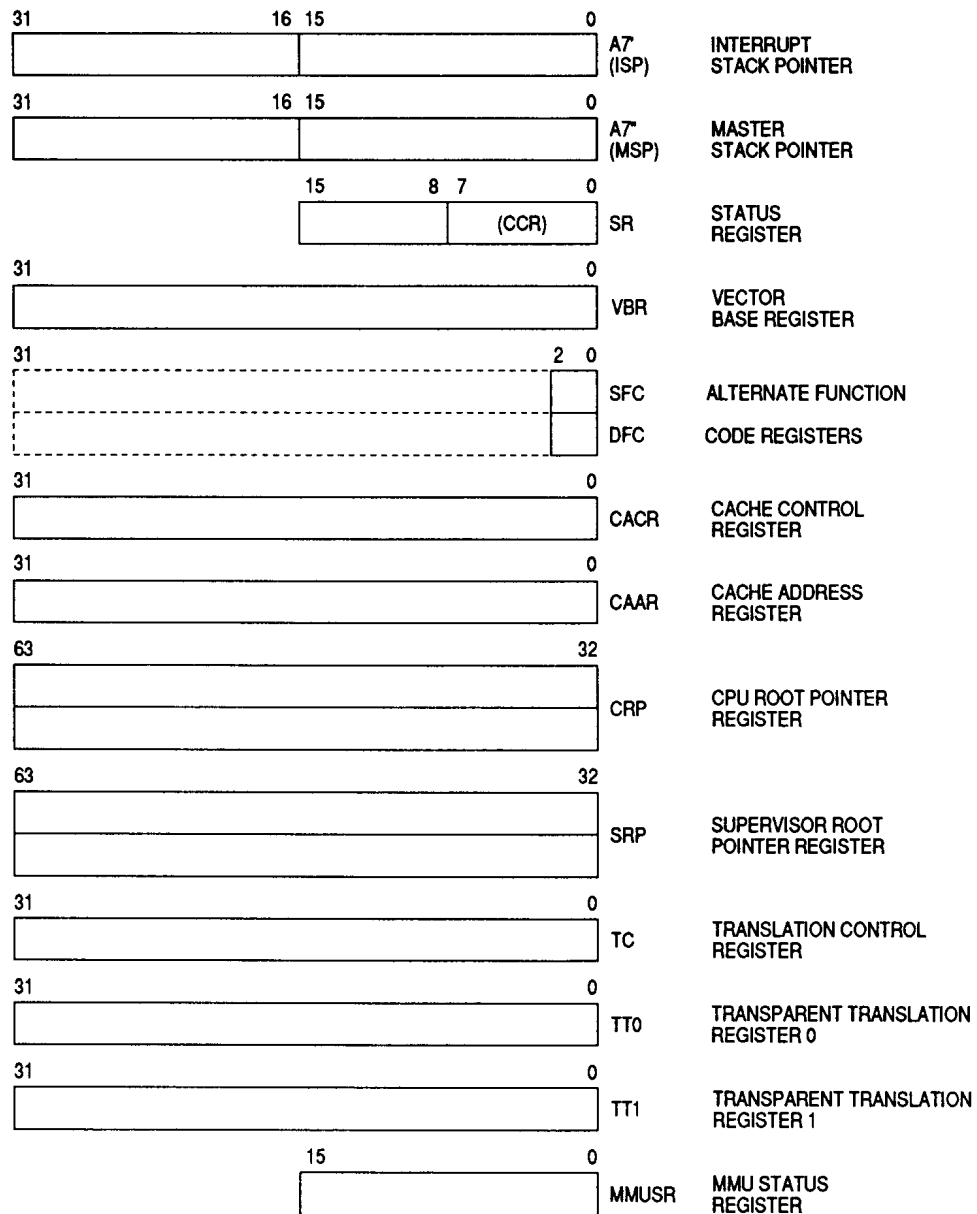 31 16 15 0
A7' INTERRUPT
(ISP) STACK POINTER
31 16 15 0
A7" MASTER
(MSP) STACK POINTER
15 8 7 0
(CCR) SR STATUS
REGISTER
31 0
VBR VECTOR
BASE REGISTER
31 2 0
SFC ALTERNATE FUNCTION
DFC CODE REGISTERS
31 0
CACR CACHE CONTROL
REGISTER
31 0
CAAR CACHE ADDRESS
REGISTER
63 32
CRP CPU ROOT POINTER
REGISTER
63 32
SRP SUPERVISOR ROOT
POINTER REGISTER
31 0
TC TRANSLATION CONTROL
REGISTER
31 0
TT0 TRANSPARENT TRANSLATION
REGISTER 0
31 0
TT1 TRANSPARENT TRANSLATION
REGISTER 1
15 0
MMUSR MMU STATUS
REGISTER